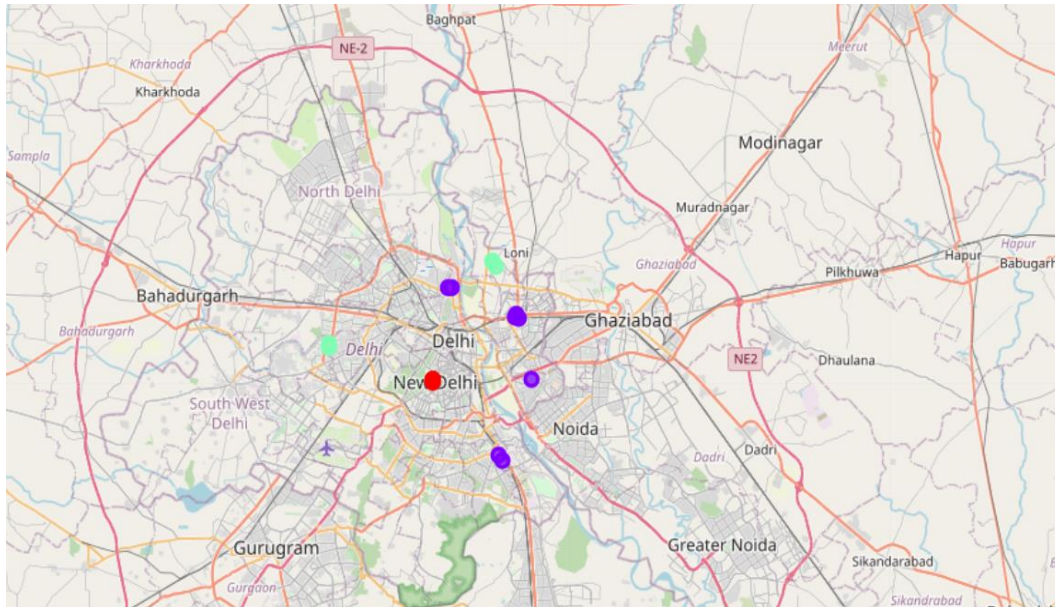 Baghpat
NE-2
Meerut
Kharkhoda
Kharkhoda
Modinagar
Sampla
North Delhi
Muradnagar
Loni
Hapur
Hapur
Ghaziabad
Babugarh
Pilkhuwa
Bahadurgarh
Ghaziabad
Bahadurgarh
Delhi
Delhi
NE2
Dhaulana
New Delhi
South West
Delhi
Noida
Dadri
Dadri
Gurugram
Greater Noida
Sikandarabad
Gurgaon
Sikandarabad